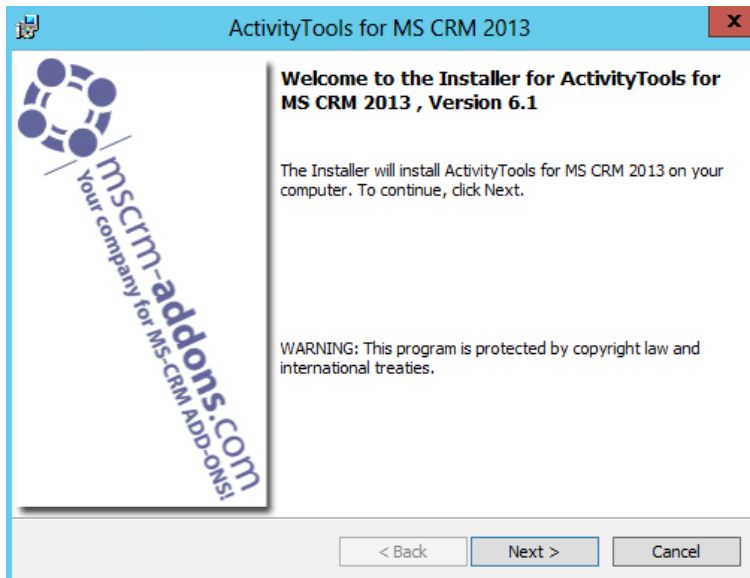 ActivityTools for MS CRM 2013
x
Welcome to the Installer for ActivityTools for
MS CRM 2013 , Version 6.1
The Installer will install ActivityTools for MS CRM 2013 on your
computer. To continue, click Next.
WARNING: This program is protected by copyright law and
international treaties.
mscrm-addons.com
Your company for MS-CRM ADD-ONS!
< Back
Next >
Cancel